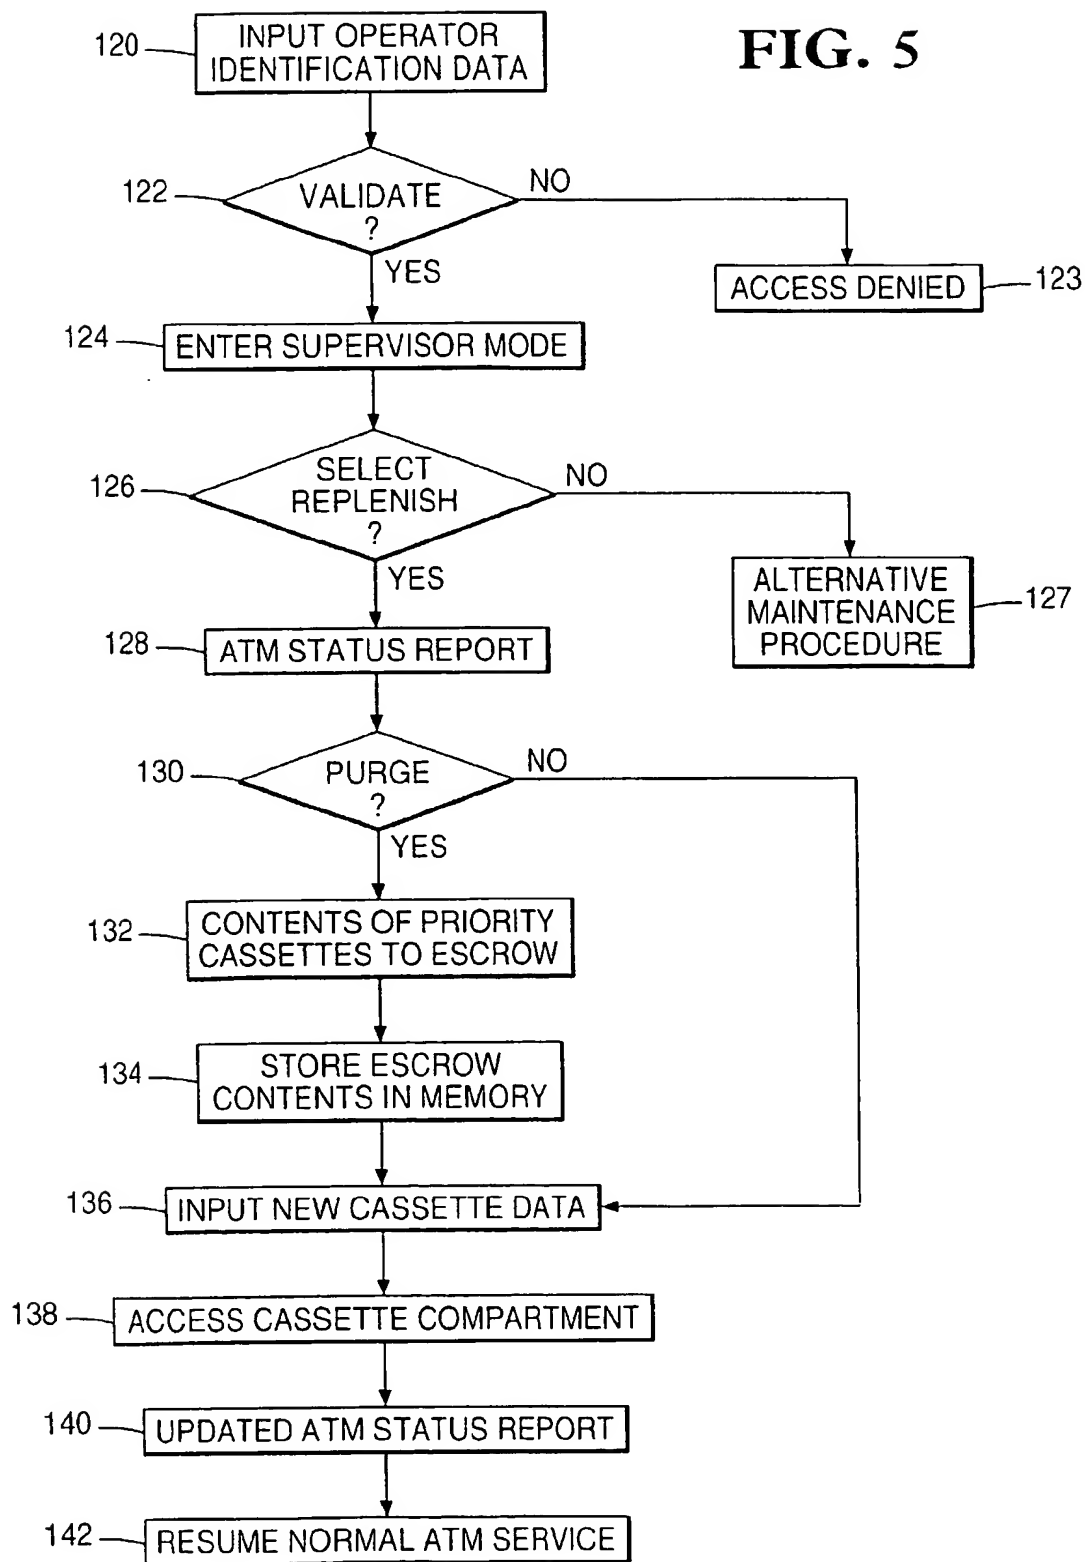 FIG. 5
120
INPUT OPERATOR
IDENTIFICATION DATA
122
VALIDATE
?
NO
YES
ACCESS DENIED
123
124
ENTER SUPERVISOR MODE
126
SELECT
REPLENISH
?
NO
YES
ALTERNATIVE
MAINTENANCE
PROCEDURE
127
128
ATM STATUS REPORT
130
PURGE
?
NO
YES
132
CONTENTS OF PRIORITY
CASSETTES TO ESCROW
134
STORE ESCROW
CONTENTS IN MEMORY
136
INPUT NEW CASSETTE DATA
138
ACCESS CASSETTE COMPARTMENT
140
UPDATED ATM STATUS REPORT
142
RESUME NORMAL ATM SERVICE